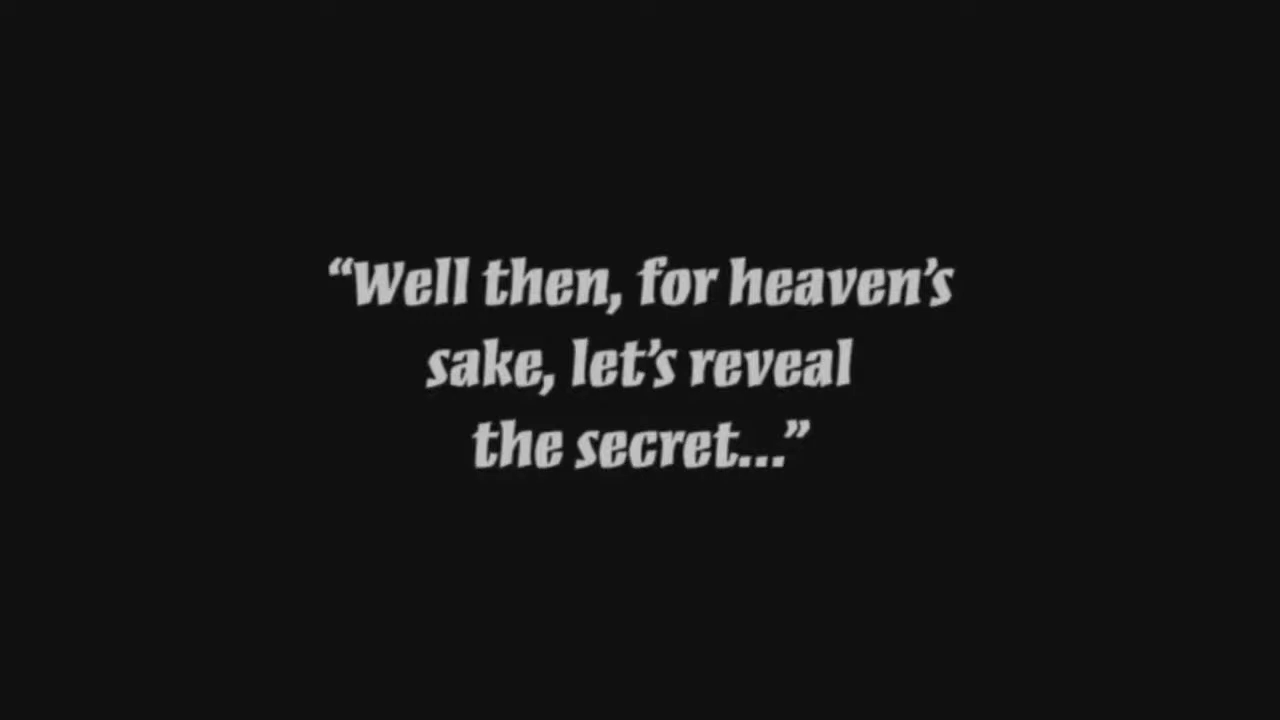 “Well then, for heaven’s
sake, let’s reveal
the secret...”